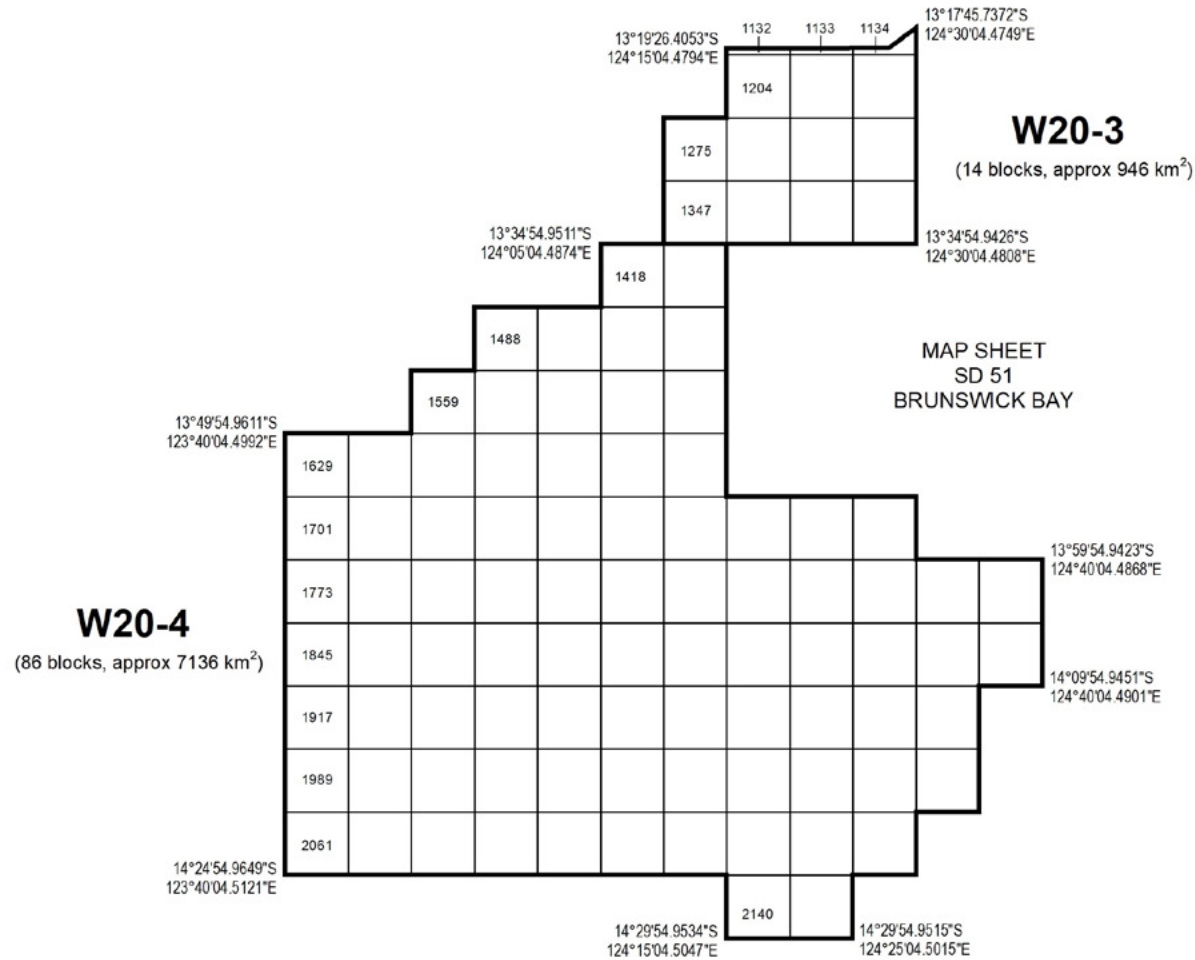 1132 1133 1134
13°17'45.7372"S
124°30'04.4749"E
13°19'26.4053"S
124°15'04.4794"E
1204
W20-3
(14 blocks, approx 946 km²)
1275
1347
13°34'54.9511"S
124°05'04.4874"E
13°34'54.9426"S
124°30'04.4808"E
1418
1488
MAP SHEET
SD 51
BRUNSWICK BAY
1559
13°49'54.9611"S
123°40'04.4992"E
1629
1701
13°59'54.9423"S
124°40'04.4868"E
1773
W20-4
(86 blocks, approx 7136 km²)
1845
14°09'54.9451"S
124°40'04.4901"E
1917
1989
2061
14°24'54.9649"S
123°40'04.5121"E
2140
14°29'54.9534"S
124°15'04.5047"E
14°29'54.9515"S
124°25'04.5015"E